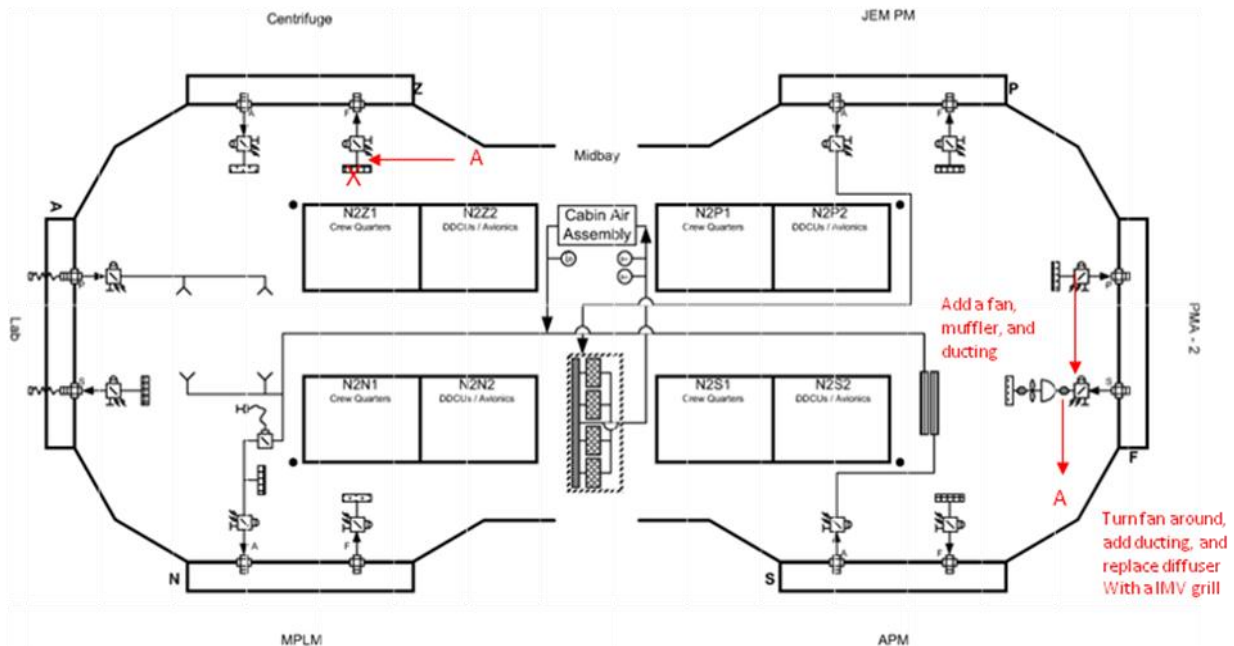 Centrifuge
JEM PM
Z
P
A
F
A
F
A
Midbay
X
A
N2Z1
Crew Quarters
N2Z2
DDCUs / Avionics
Cabin Air
Assembly
N2P1
Crew Quarters
N2P2
DDCUs / Avionics
Lab
PMA - 2
Add a fan,
muffler, and
ducting
N2N1
Crew Quarters
N2N2
DDCUs / Avionics
N2S1
Crew Quarters
N2S2
DDCUs / Avionics
S
F
A
Turn fan around,
add ducting, and
replace diffuser
With a IMV grill
A
F
A
F
N
S
MPLM
APM